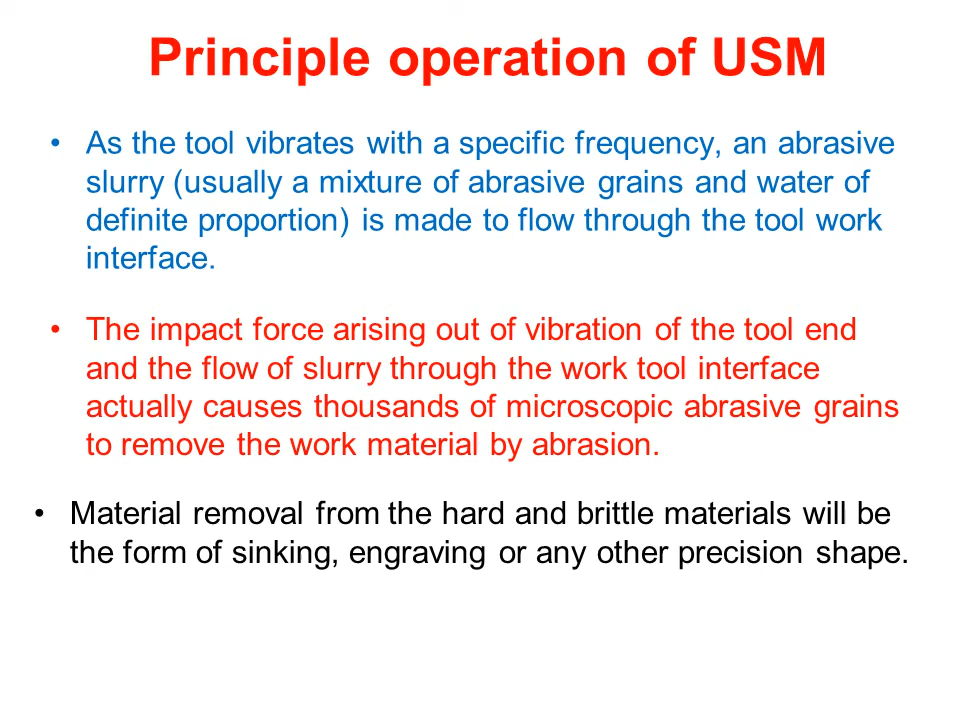 Principle operation of USM
• As the tool vibrates with a specific frequency, an abrasive
slurry (usually a mixture of abrasive grains and water of
definite proportion) is made to flow through the tool work
interface.
• The impact force arising out of vibration of the tool end
and the flow of slurry through the work tool interface
actually causes thousands of microscopic abrasive grains
to remove the work material by abrasion.
• Material removal from the hard and brittle materials will be
the form of sinking, engraving or any other precision shape.